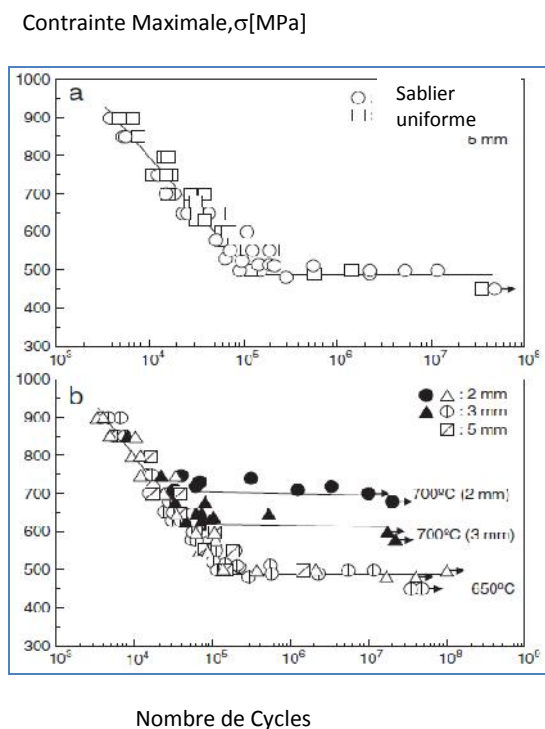 Contrainte Maximale,σ[MPa]
1000
a
○ : Sablier
□ : uniforme
900
800
700
600
500
400
300
10³ 10⁴ 10⁵ 10⁶ 10⁷ 10⁸
1000
b
● △ : 2 mm
900
▲ ⏀ : 3 mm
⧄ : 5 mm
800
700
700ºC (2 mm)
600
700ºC (3 mm)
500
650ºC
400
300
10³ 10⁴ 10⁵ 10⁶ 10⁷ 10⁸ 10⁹
Nombre de Cycles